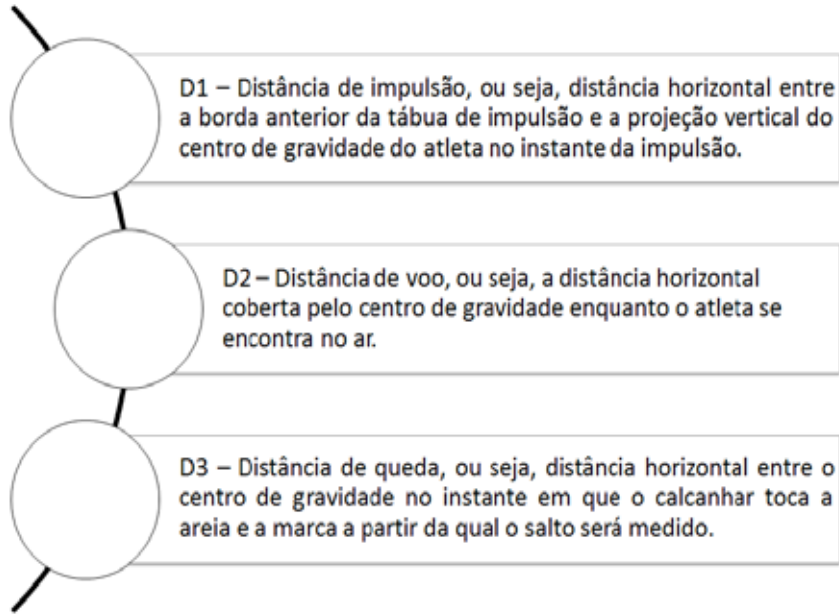 D1 – Distância de impulsão, ou seja, distância horizontal entre
a borda anterior da tábua de impulsão e a projeção vertical do
centro de gravidade do atleta no instante da impulsão.
D2 – Distância de voo, ou seja, a distância horizontal
coberta pelo centro de gravidade enquanto o atleta se
encontra no ar.
D3 – Distância de queda, ou seja, distância horizontal entre o
centro de gravidade no instante em que o calcanhar toca a
areia e a marca a partir da qual o salto será medido.